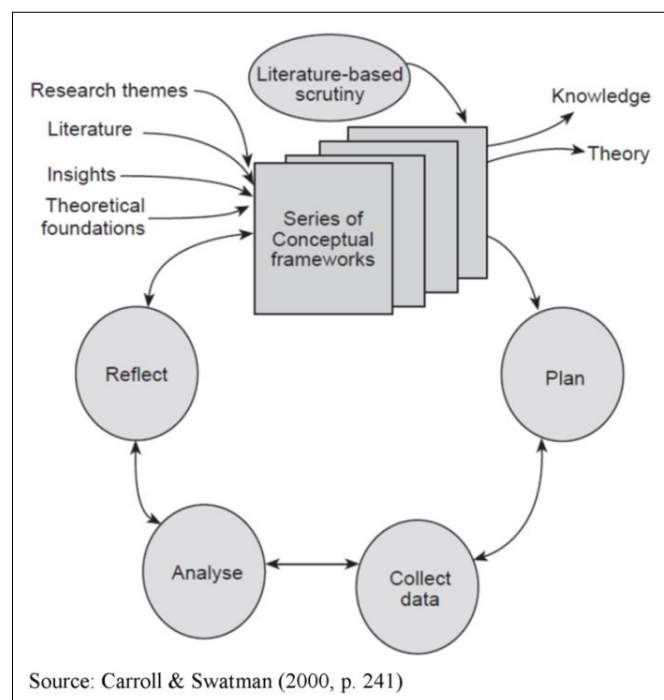 Literature-based
scrutiny
Research themes
Literature
Insights
Theoretical
foundations
Knowledge
Theory
Series of
Conceptual
frameworks
Reflect
Plan
Analyse
Collect
data
Source: Carroll & Swatman (2000, p. 241)